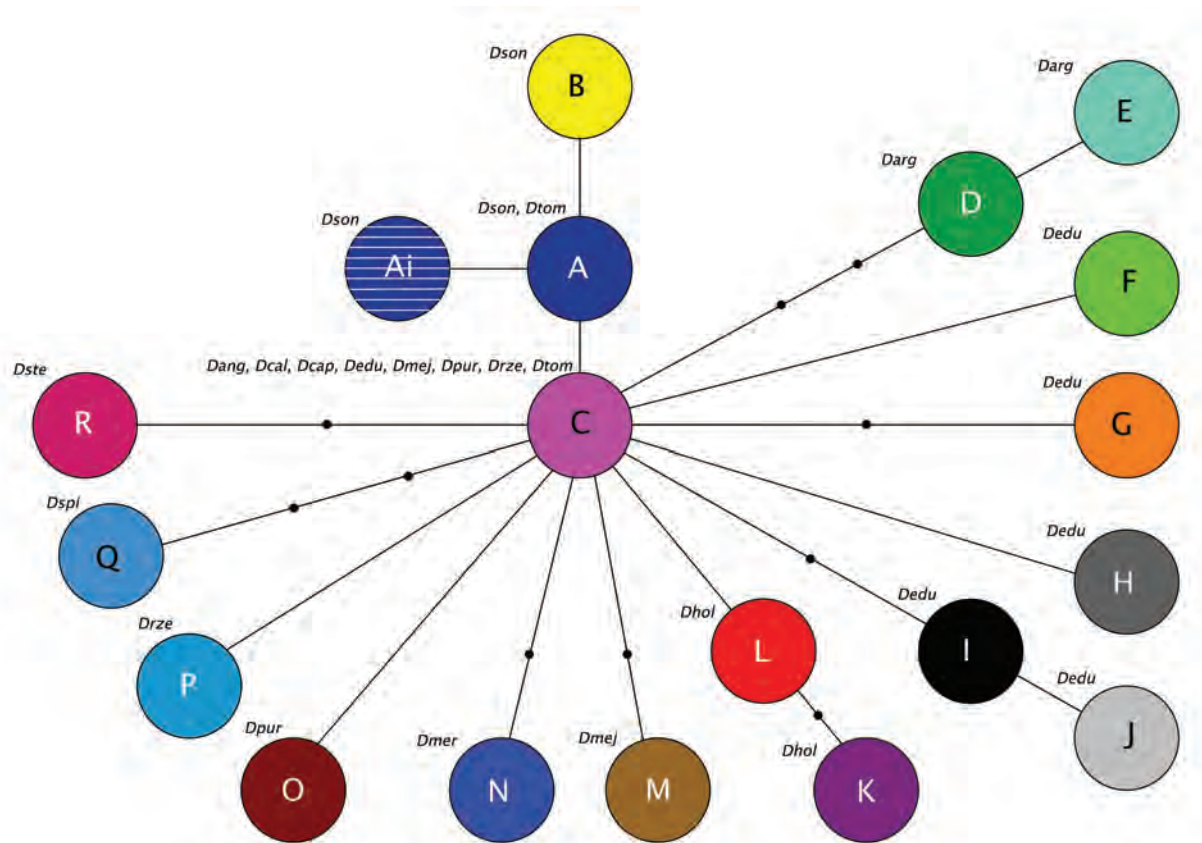 Dson
B
Darg
E
Darg
D
Dson, Dtom
A
Dson
Ai
Dedu
F
Dang, Dcal, Dcap, Dedu, Dmej, Dpur, Drze, Dtom
C
Dste
R
Dedu
G
Dspi
Q
Dedu
H
Dedu
I
Dhol
L
Drze
P
Dedu
J
Dpur
O
Dmer
N
Dmej
M
Dhol
K